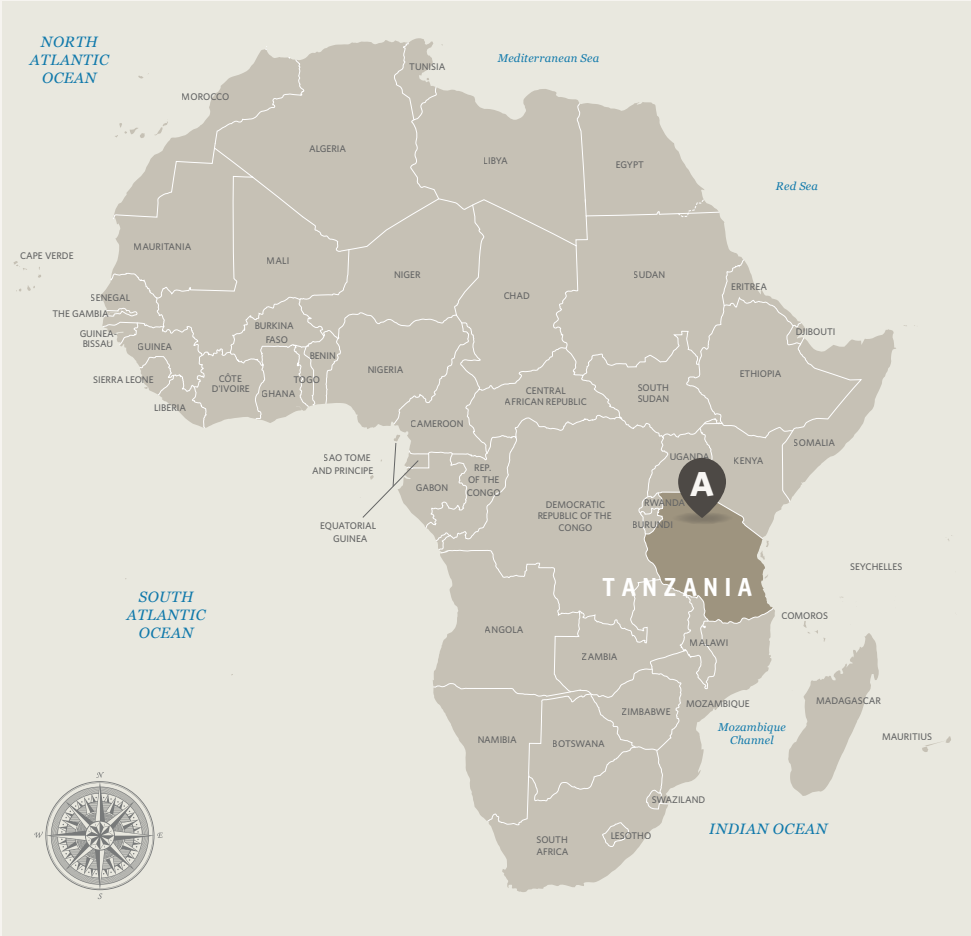 NORTH
ATLANTIC
OCEAN
Mediterranean Sea
TUNISIA
MOROCCO
ALGERIA
LIBYA
EGYPT
Red Sea
MAURITANIA
CAPE VERDE
MALI
NIGER
SUDAN
CHAD
ERITREA
SENEGAL
THE GAMBIA
GUINEA-
BISSAU
GUINEA
BURKINA
FASO
DJIBOUTI
BENIN
NIGERIA
ETHIOPIA
SIERRA LEONE
CÔTE
D'IVOIRE
TOGO
GHANA
CENTRAL
AFRICAN REPUBLIC
SOUTH
SUDAN
LIBERIA
CAMEROON
SOMALIA
SAO TOME
AND PRINCIPE
UGANDA
KENYA
REP.
OF THE
CONGO
GABON
A
RWANDA
DEMOCRATIC
REPUBLIC OF THE
CONGO
BURUNDI
EQUATORIAL
GUINEA
SEYCHELLES
TANZANIA
SOUTH
ATLANTIC
OCEAN
COMOROS
ANGOLA
MALAWI
ZAMBIA
MADAGASCAR
MOZAMBIQUE
ZIMBABWE
Mozambique
Channel
MAURITIUS
NAMIBIA
BOTSWANA
N
W
E
S
SWAZILAND
INDIAN OCEAN
LESOTHO
SOUTH
AFRICA